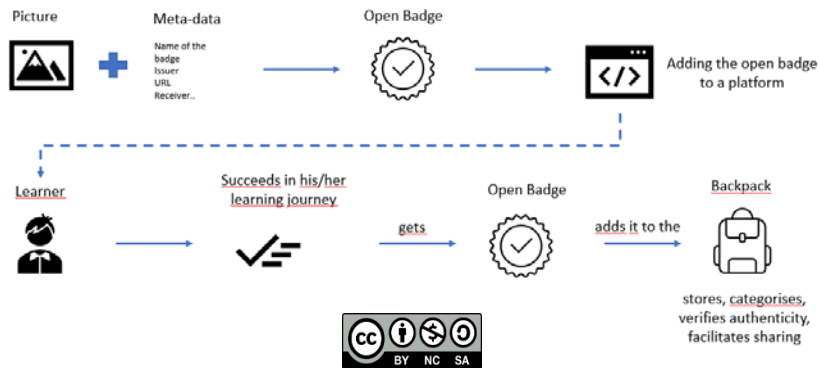 Picture
Meta-data
Name of the
badge
Issuer
URL
Receiver..
Open Badge
</>
Adding the open badge
to a platform
Learner
Succeeds in his/her
learning journey
gets
Open Badge
adds it to the
Backpack
stores, categorises,
verifies authenticity,
facilitates sharing
cc
BY NC SA